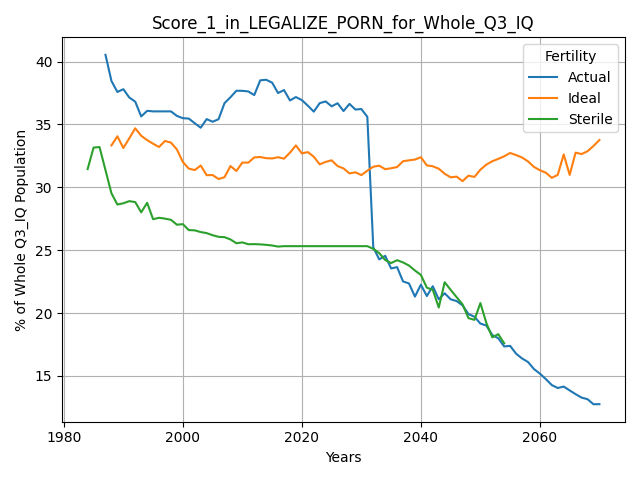 Score_1_in_LEGALIZE_PORN_for_Whole_Q3_IQ
Fertility
Actual
Ideal
Sterile
% of Whole Q3_IQ Population
40
35
30
25
20
15
1980
2000
2020
2040
2060
Years